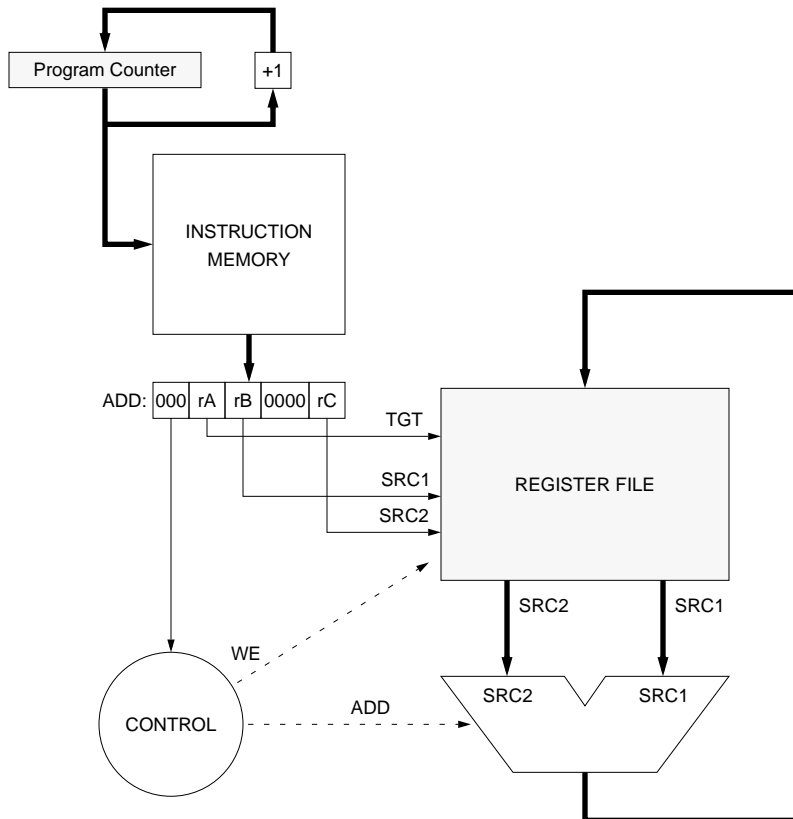 Program Counter
+1
INSTRUCTION
MEMORY
ADD: 000 rA rB 0000 rC
TGT
SRC1
SRC2
REGISTER FILE
SRC2 SRC1
WE
SRC2 SRC1
CONTROL
ADD